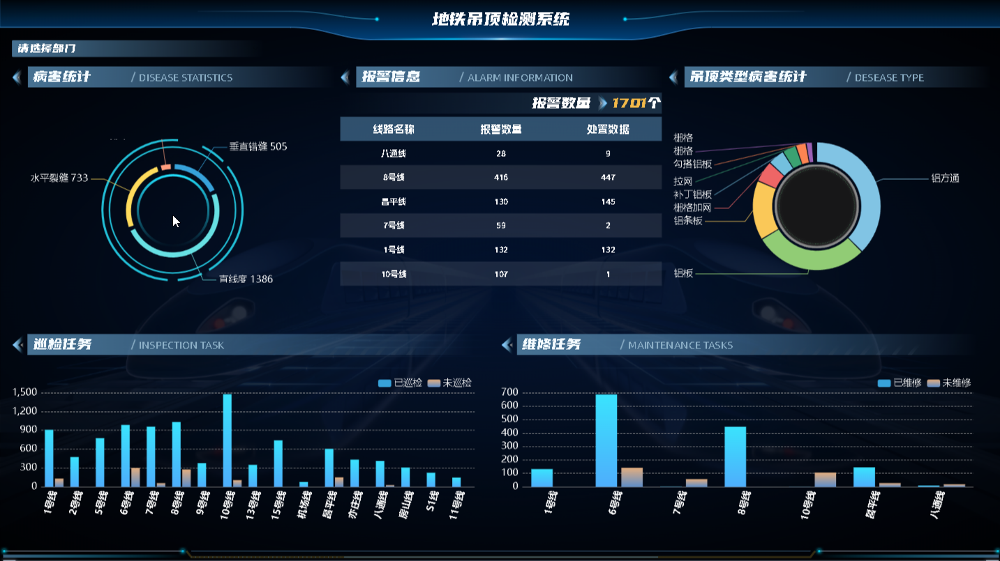 地铁吊顶检测系统
请选择部门
病害统计 / DISEASE STATISTICS
垂直错缝 505
水平裂缝 733
直线度 1386
报警信息 / ALARM INFORMATION
报警数量 1701个
线路名称 报警数量 处置数据
八通线 28 9
8号线 416 447
昌平线 130 145
7号线 59 2
1号线 132 132
10号线 107 1
吊顶类型病害统计 / DESEASE TYPE
栅格
栅格
勾搭铝板
拉网
补丁铝板
栅格加网
铝条板
铝板
铝方通
巡检任务 / INSPECTION TASK
已巡检 未巡检
1,500
1,200
900
600
300
0
1号线 2号线 5号线 6号线 7号线 8号线 9号线 10号线 13号线 15号线 机场线 昌平线 亦庄线 八通线 房山线 S1线 11号线
维修任务 / MAINTENANCE TASKS
已维修 未维修
700
600
500
400
300
200
100
0
1号线 6号线 7号线 8号线 10号线 昌平线 八通线